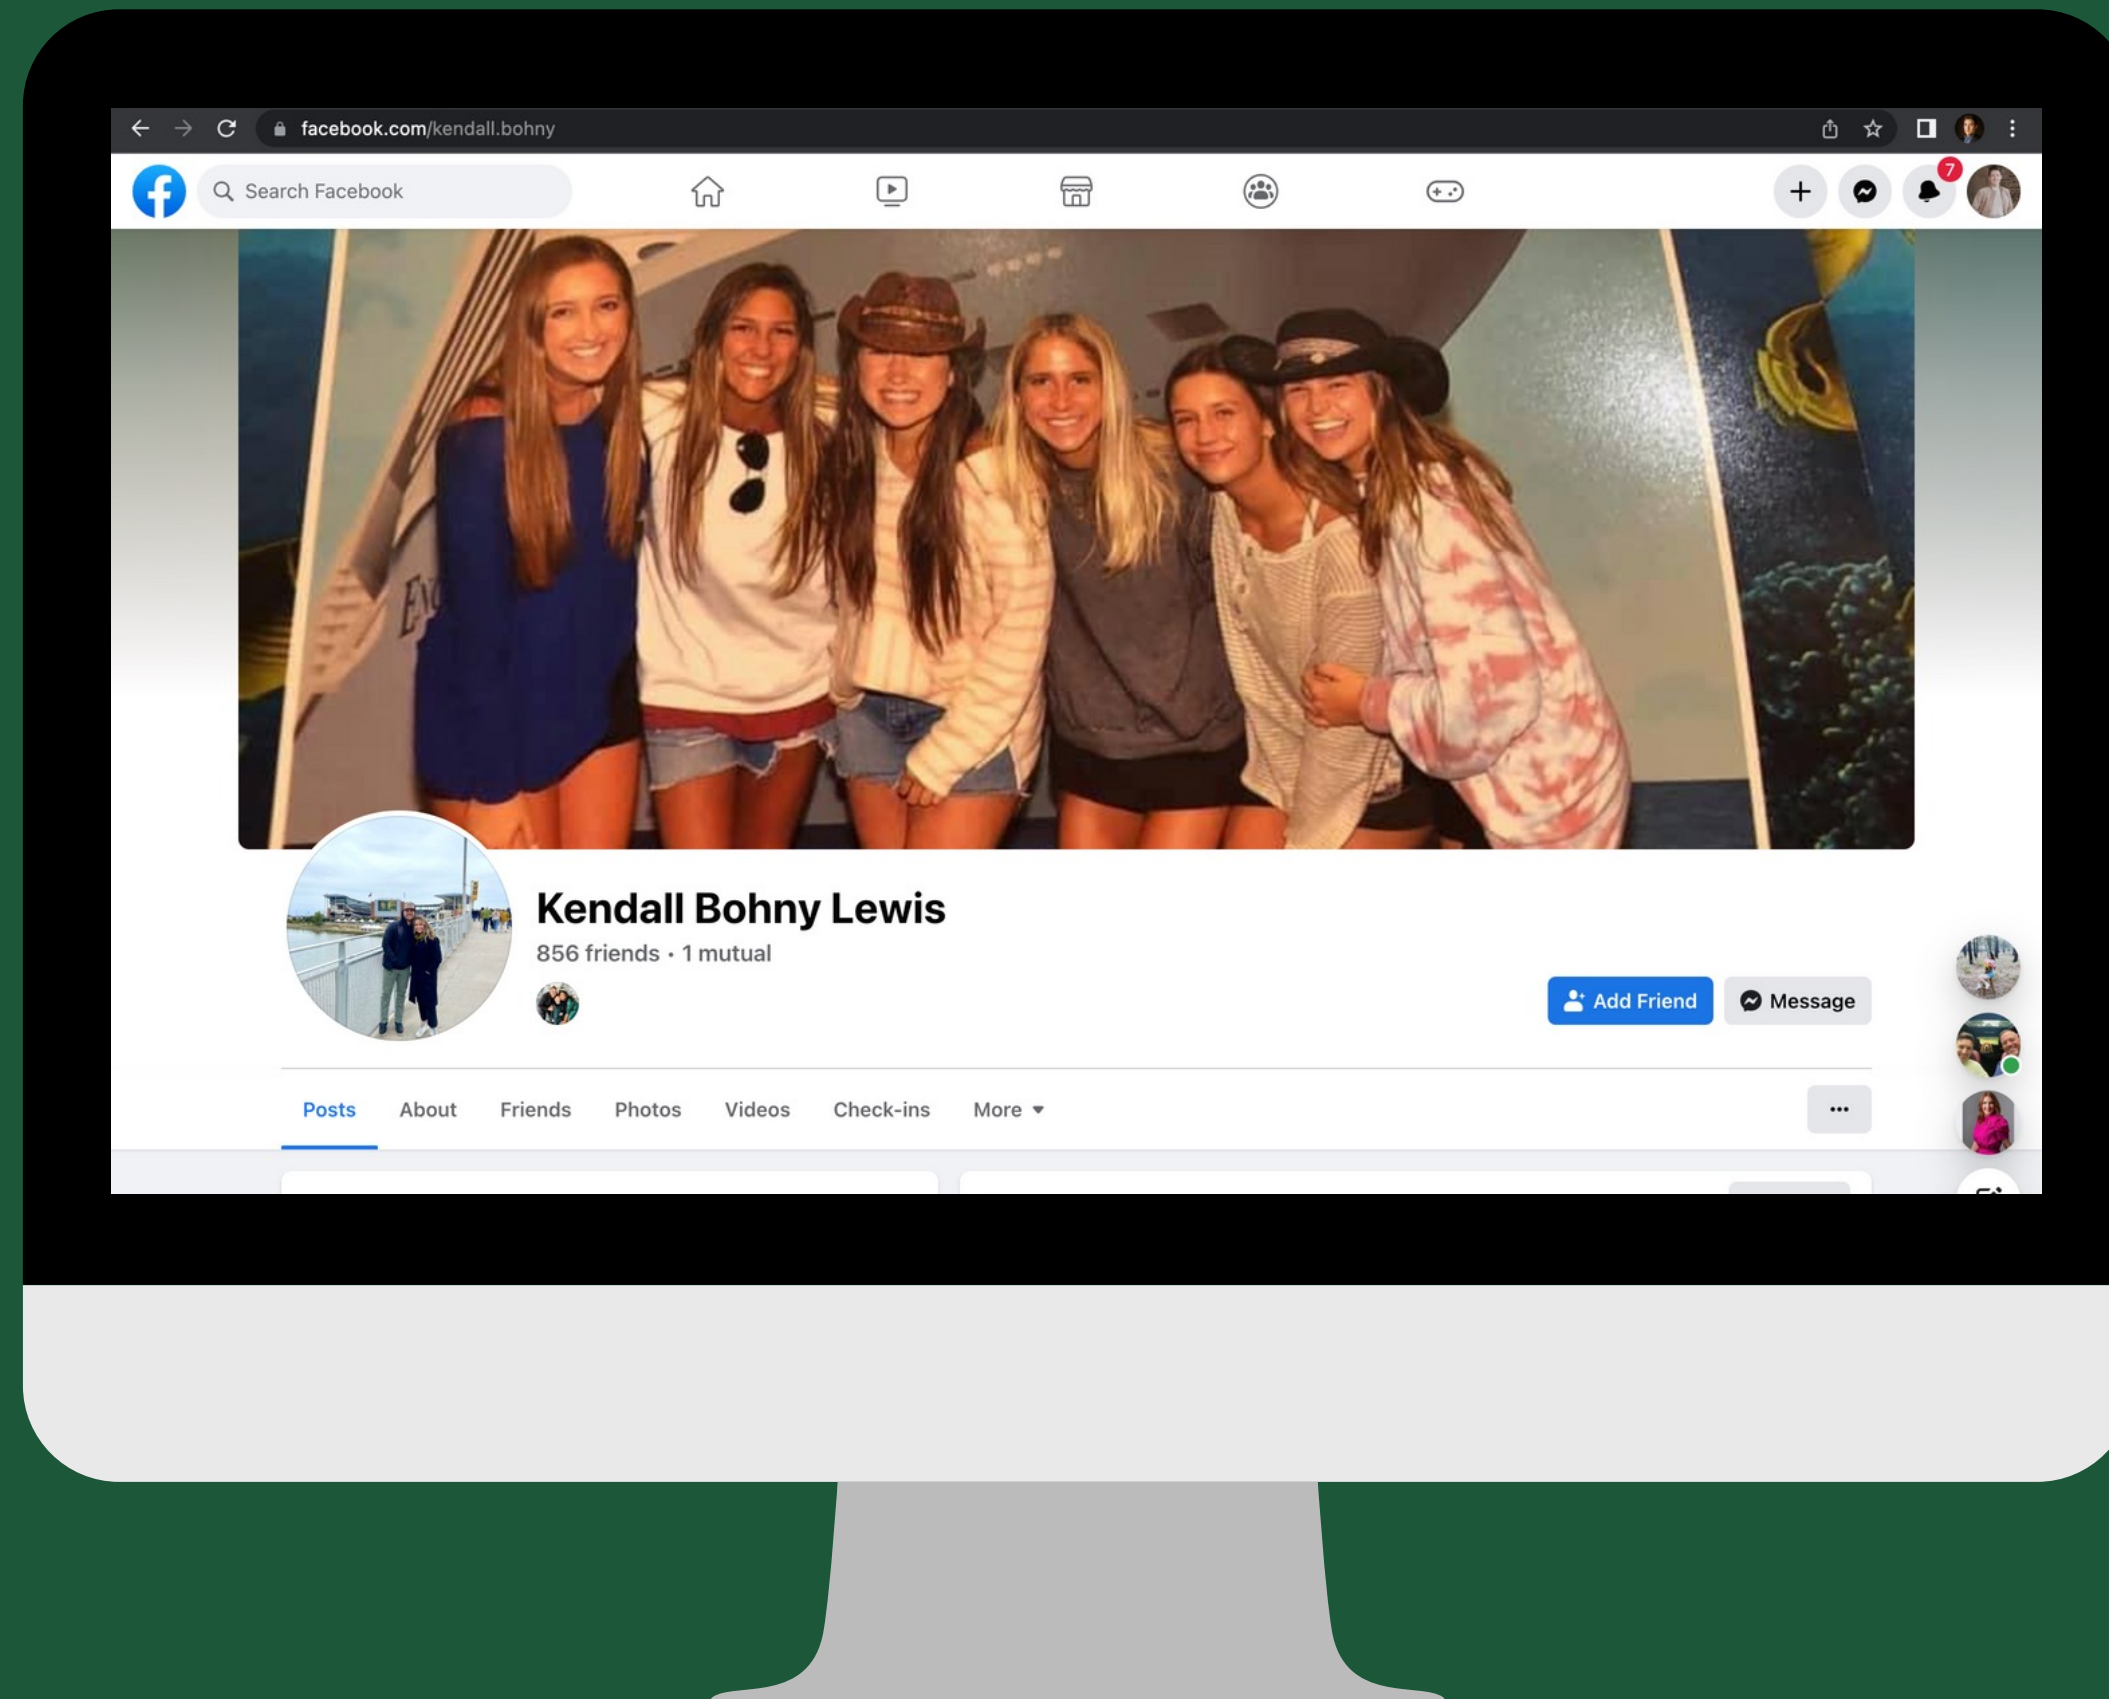 facebook.com/kendall.bohny
Search Facebook
7
Kendall Bohny Lewis
856 friends · 1 mutual
Add Friend
Message
Posts About Friends Photos Videos Check-ins More